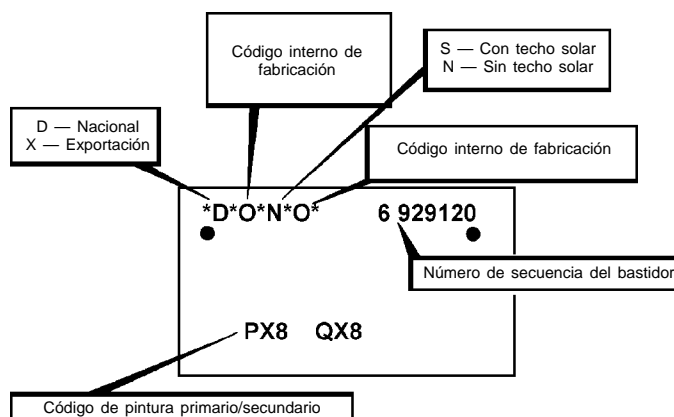 Código interno de
fabricación
S — Con techo solar
N — Sin techo solar
D — Nacional
X — Exportación
Código interno de fabricación
*D*O*N*O* 6 929120
Número de secuencia del bastidor
PX8 QX8
Código de pintura primario/secundario